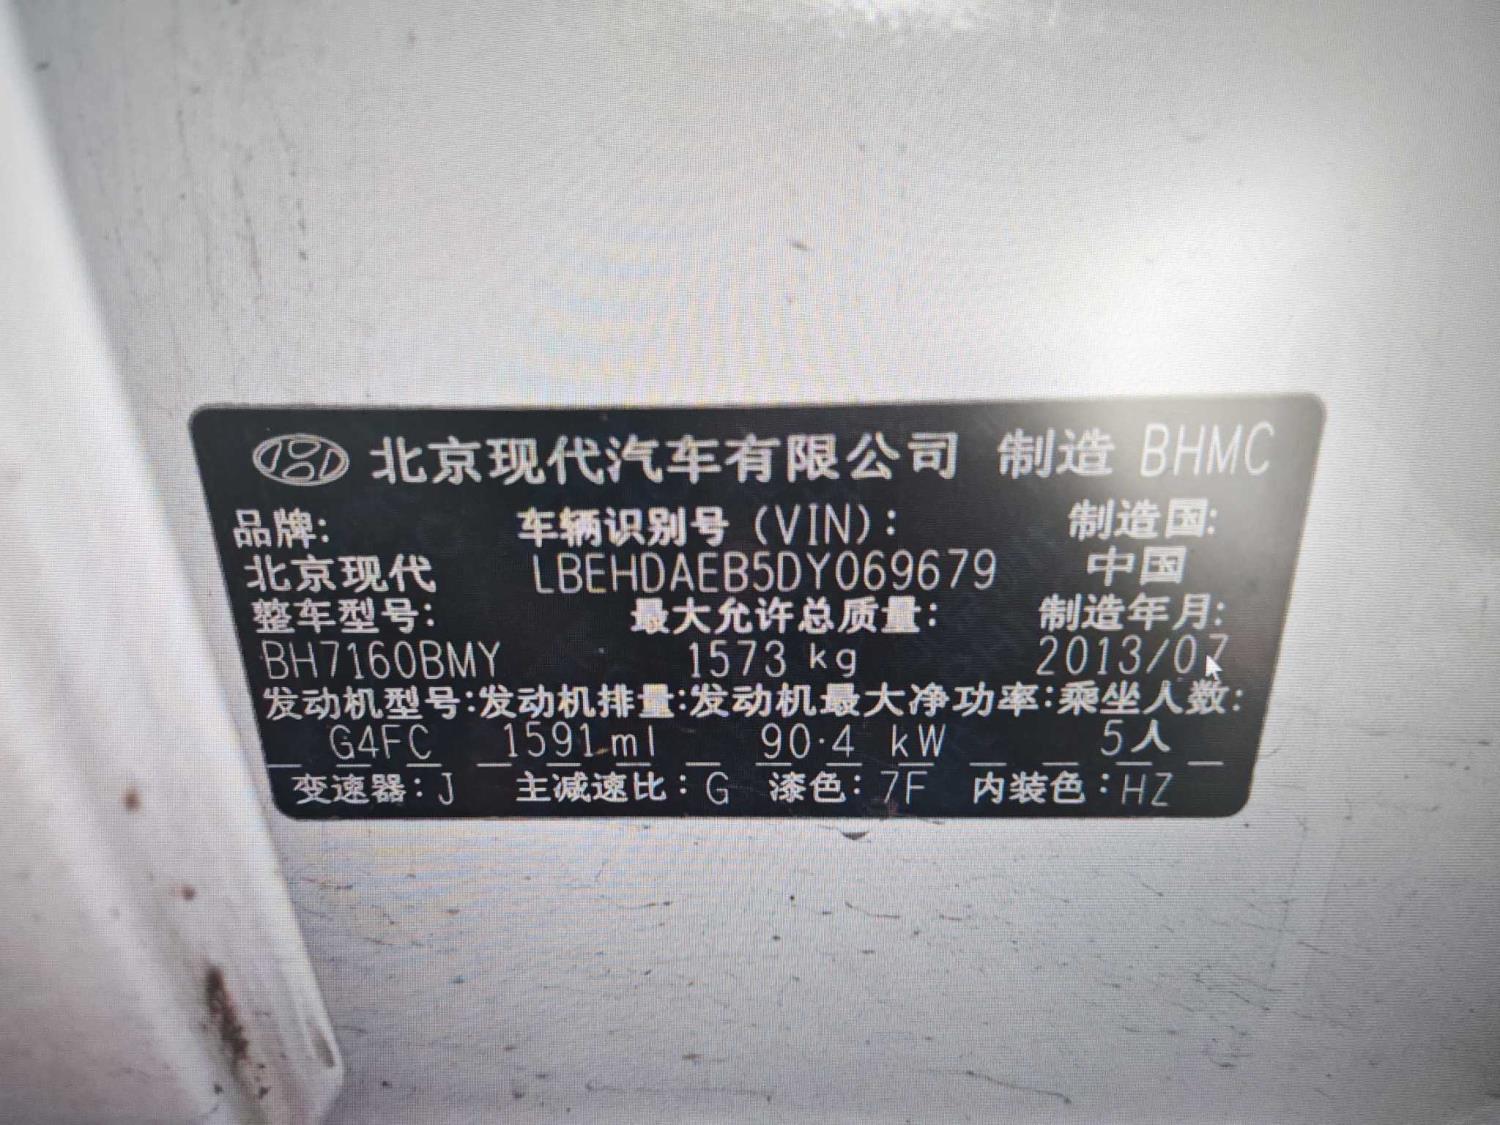 北京现代汽车有限公司 制造 BHMC
品牌: 车辆识别号 (VIN): 制造国:
北京现代 LBEHDAEB5DY069679 中国
整车型号: 最大允许总质量: 制造年月:
BH7160BMY 1573 kg 2013/07
发动机型号:发动机排量:发动机最大净功率:乘坐人数:
G4FC 1591 ml 90·4 kW 5人
变速器:J 主减速比:G 漆色:7F 内装色:HZ